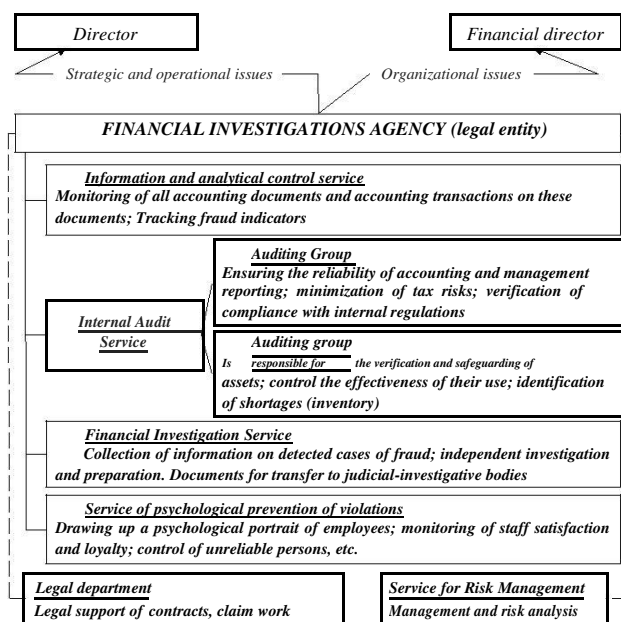 Director
Financial director
Strategic and operational issues
Organizational issues
FINANCIAL INVESTIGATIONS AGENCY (legal entity)
Information and analytical control service
Monitoring of all accounting documents and accounting transactions on these
documents; Tracking fraud indicators
Internal Audit
Service
Auditing Group
Ensuring the reliability of accounting and management
reporting; minimization of tax risks; verification of
compliance with internal regulations
Auditing group
Is responsible for the verification and safeguarding of
assets; control the effectiveness of their use; identification
of shortages (inventory)
Financial Investigation Service
Collection of information on detected cases of fraud; independent investigation
and preparation. Documents for transfer to judicial-investigative bodies
Service of psychological prevention of violations
Drawing up a psychological portrait of employees; monitoring of staff satisfaction
and loyalty; control of unreliable persons, etc.
Legal department
Legal support of contracts, claim work
Service for Risk Management
Management and risk analysis